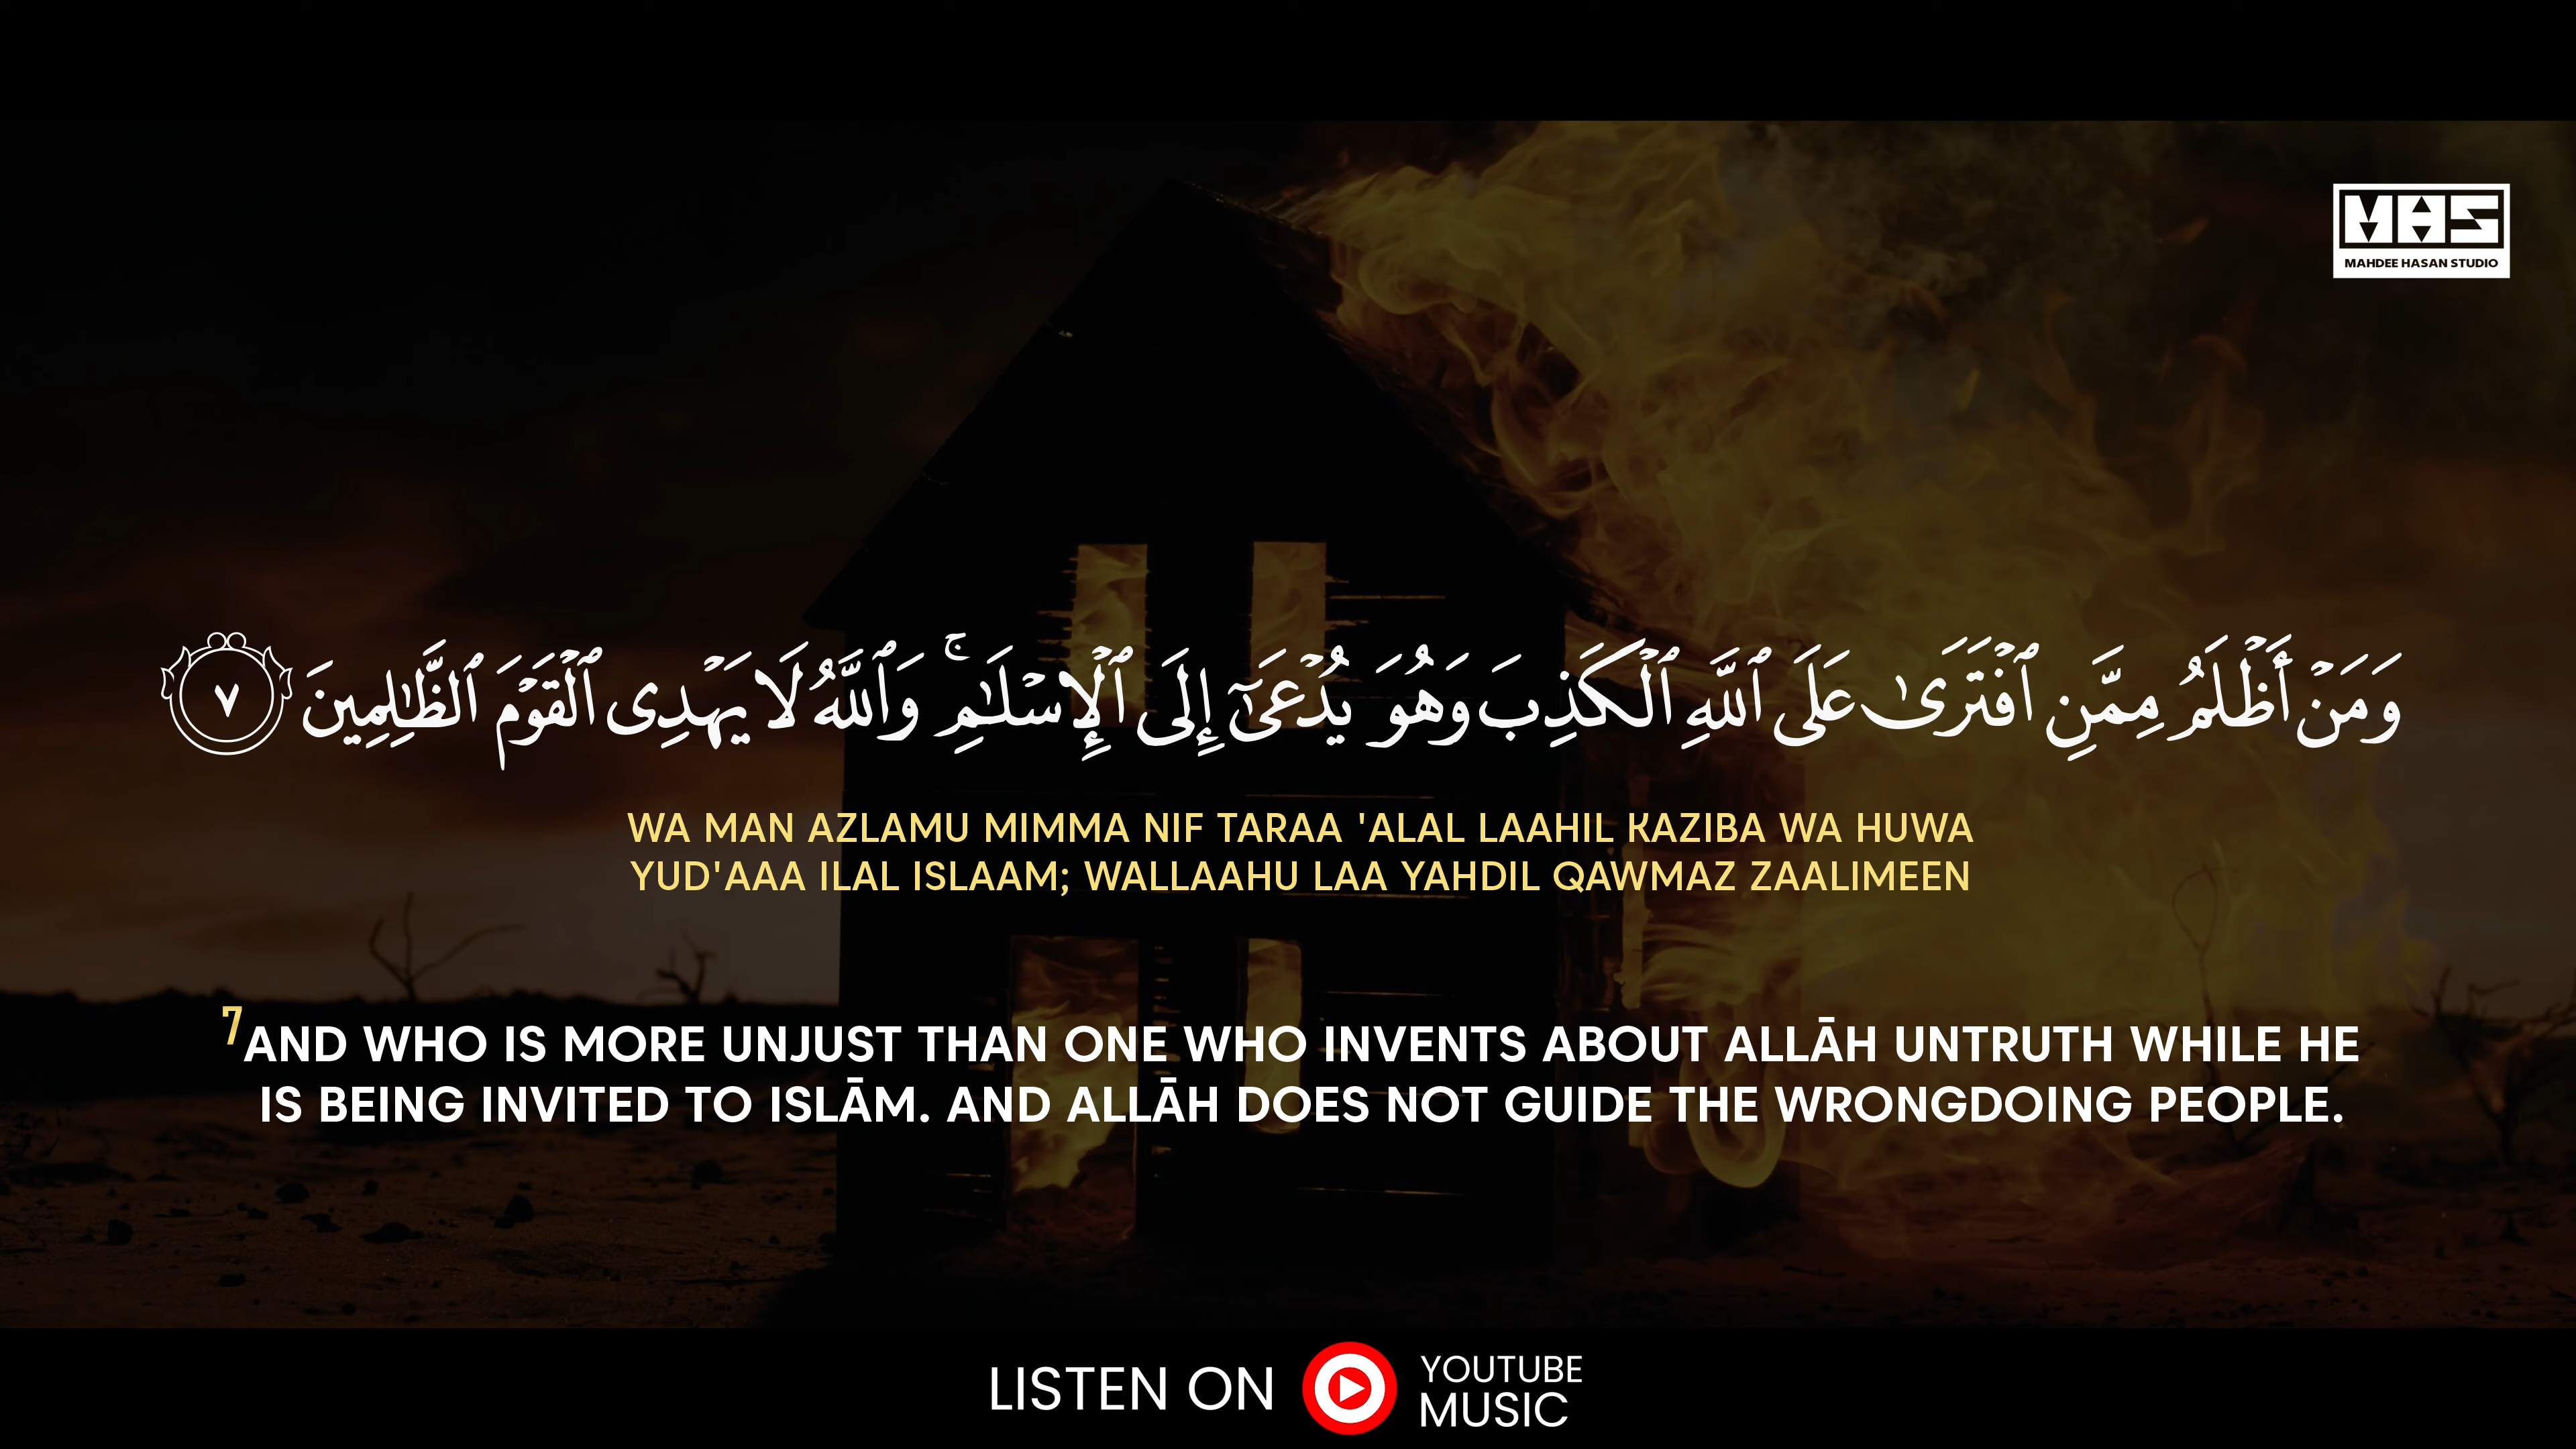 MAS
MAHDEE HASAN STUDIO
وَمَنْ أَظْلَمُ مِمَّنِ ٱفْتَرَىٰ عَلَى ٱللَّهِ ٱلْكَذِبَ وَهُوَ يُدْعَىٰٓ إِلَى ٱلْإِسْلَـٰمِ ۚ وَٱللَّهُ لَا يَهْدِى ٱلْقَوْمَ ٱلظَّـٰلِمِينَ ٧
WA MAN AZLAMU MIMMA NIF TARAA 'ALAL LAAHIL KAZIBA WA HUWA
YUD'AAA ILAL ISLAAM; WALLAAHU LAA YAHDIL QAWMAZ ZAALIMEEN
7AND WHO IS MORE UNJUST THAN ONE WHO INVENTS ABOUT ALLĀH UNTRUTH WHILE HE
IS BEING INVITED TO ISLĀM. AND ALLĀH DOES NOT GUIDE THE WRONGDOING PEOPLE.
LISTEN ON YOUTUBE
MUSIC